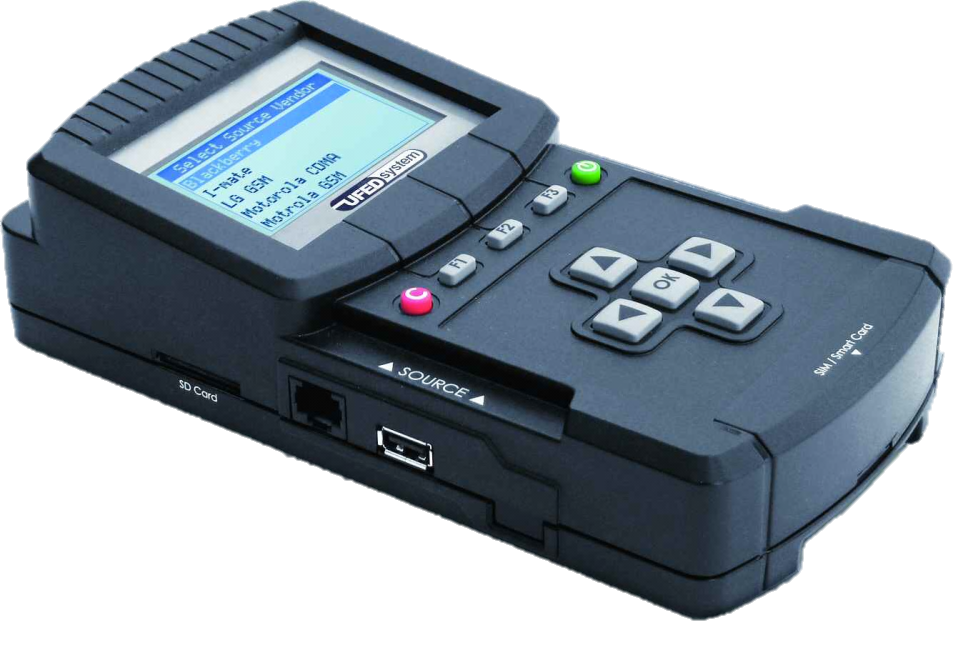 Select Source Vendor
Blackberry
I-mate
LG GSM
Motorola CDMA
Motrola GSM
UFED system
F1
F2
F3
C
OK
SD Card
SOURCE
SIM / Smart Card